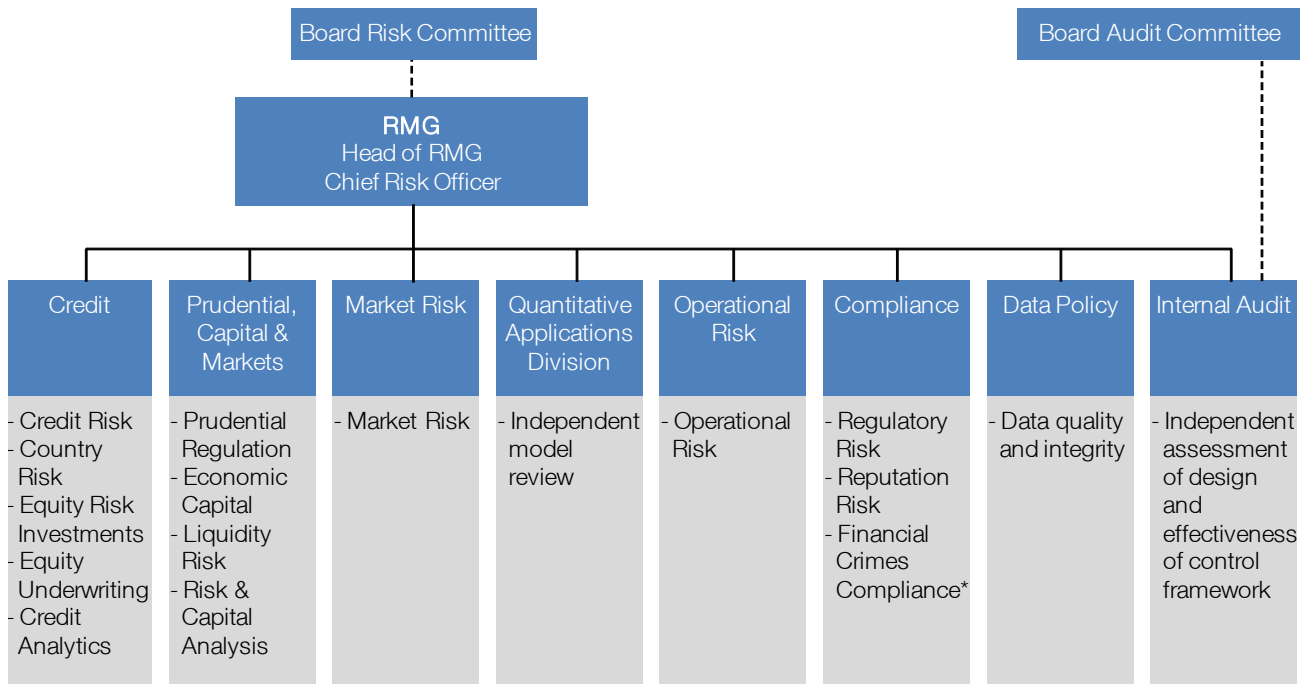 Board Risk Committee
Board Audit Committee
RMG
Head of RMG
Chief Risk Officer
Credit
Prudential,
Capital &
Markets
Market Risk
Quantitative
Applications
Division
Operational
Risk
Compliance
Data Policy
Internal Audit
- Credit Risk
- Country
Risk
- Equity Risk
Investments
- Equity
Underwriting
- Credit
Analytics
- Prudential
Regulation
- Economic
Capital
- Liquidity
Risk
- Risk &
Capital
Analysis
- Market Risk
- Independent
model
review
- Operational
Risk
- Regulatory
Risk
- Reputation
Risk
- Financial
Crimes
Compliance*
- Data quality
and integrity
- Independent
assessment
of design
and
effectiveness
of control
framework